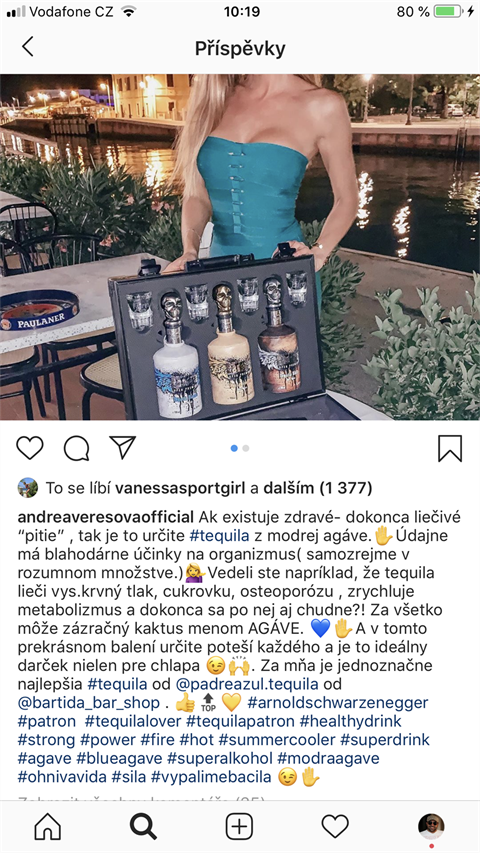 Vodafone CZ
10:19
80 %
Příspěvky
PAULANER
To se líbí vanessasportgirl a dalším (1 377)
andreaveresovaofficial Ak existuje zdravé- dokonca liečivé
“pitie” , tak je to určite #tequila z modrej agáve.✋Údajne
má blahodárne účinky na organizmus( samozrejme v
rozumnom množstve.)💁‍♀️Vedeli ste napríklad, že tequila
lieči vys.krvný tlak, cukrovku, osteoporózu , zrychluje
metabolizmus a dokonca sa po nej aj chudne?! Za všetko
môže zázračný kaktus menom AGÁVE. 💙✋A v tomto
prekrásnom balení určite poteší každého a je to ideálny
darček nielen pre chlapa 😉🙌. Za mňa je jednoznačne
najlepšia #tequila od @padreazul.tequila od
@bartida_bar_shop . 👍🔝💛 #arnoldschwarzenegger
#patron #tequilalover #tequilapatron #healthydrink
#strong #power #fire #hot #summercooler #superdrink
#agave #blueagave #superalkohol #modraagave
#ohnivavida #sila #vypalimebacila 😉✋